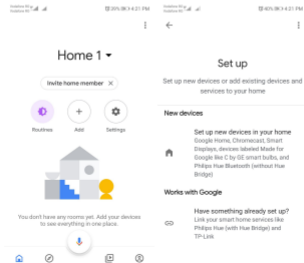 Home 1
Invite home member
Routines
Add
Settings
You don't have any rooms yet. Add your devices
to see everything in one place.
Set up
Set up new devices or add existing devices and
services to your home
New devices
Set up new devices in your home
Google Home, Chromecast, Smart
Displays, devices labeled Made for
Google like C by GE smart bulbs, and
Philips Hue Bluetooth (without Hue
Bridge)
Works with Google
Have something already set up?
Link your smart home services like
Philips Hue (with Hue Bridge) and
TP-Link